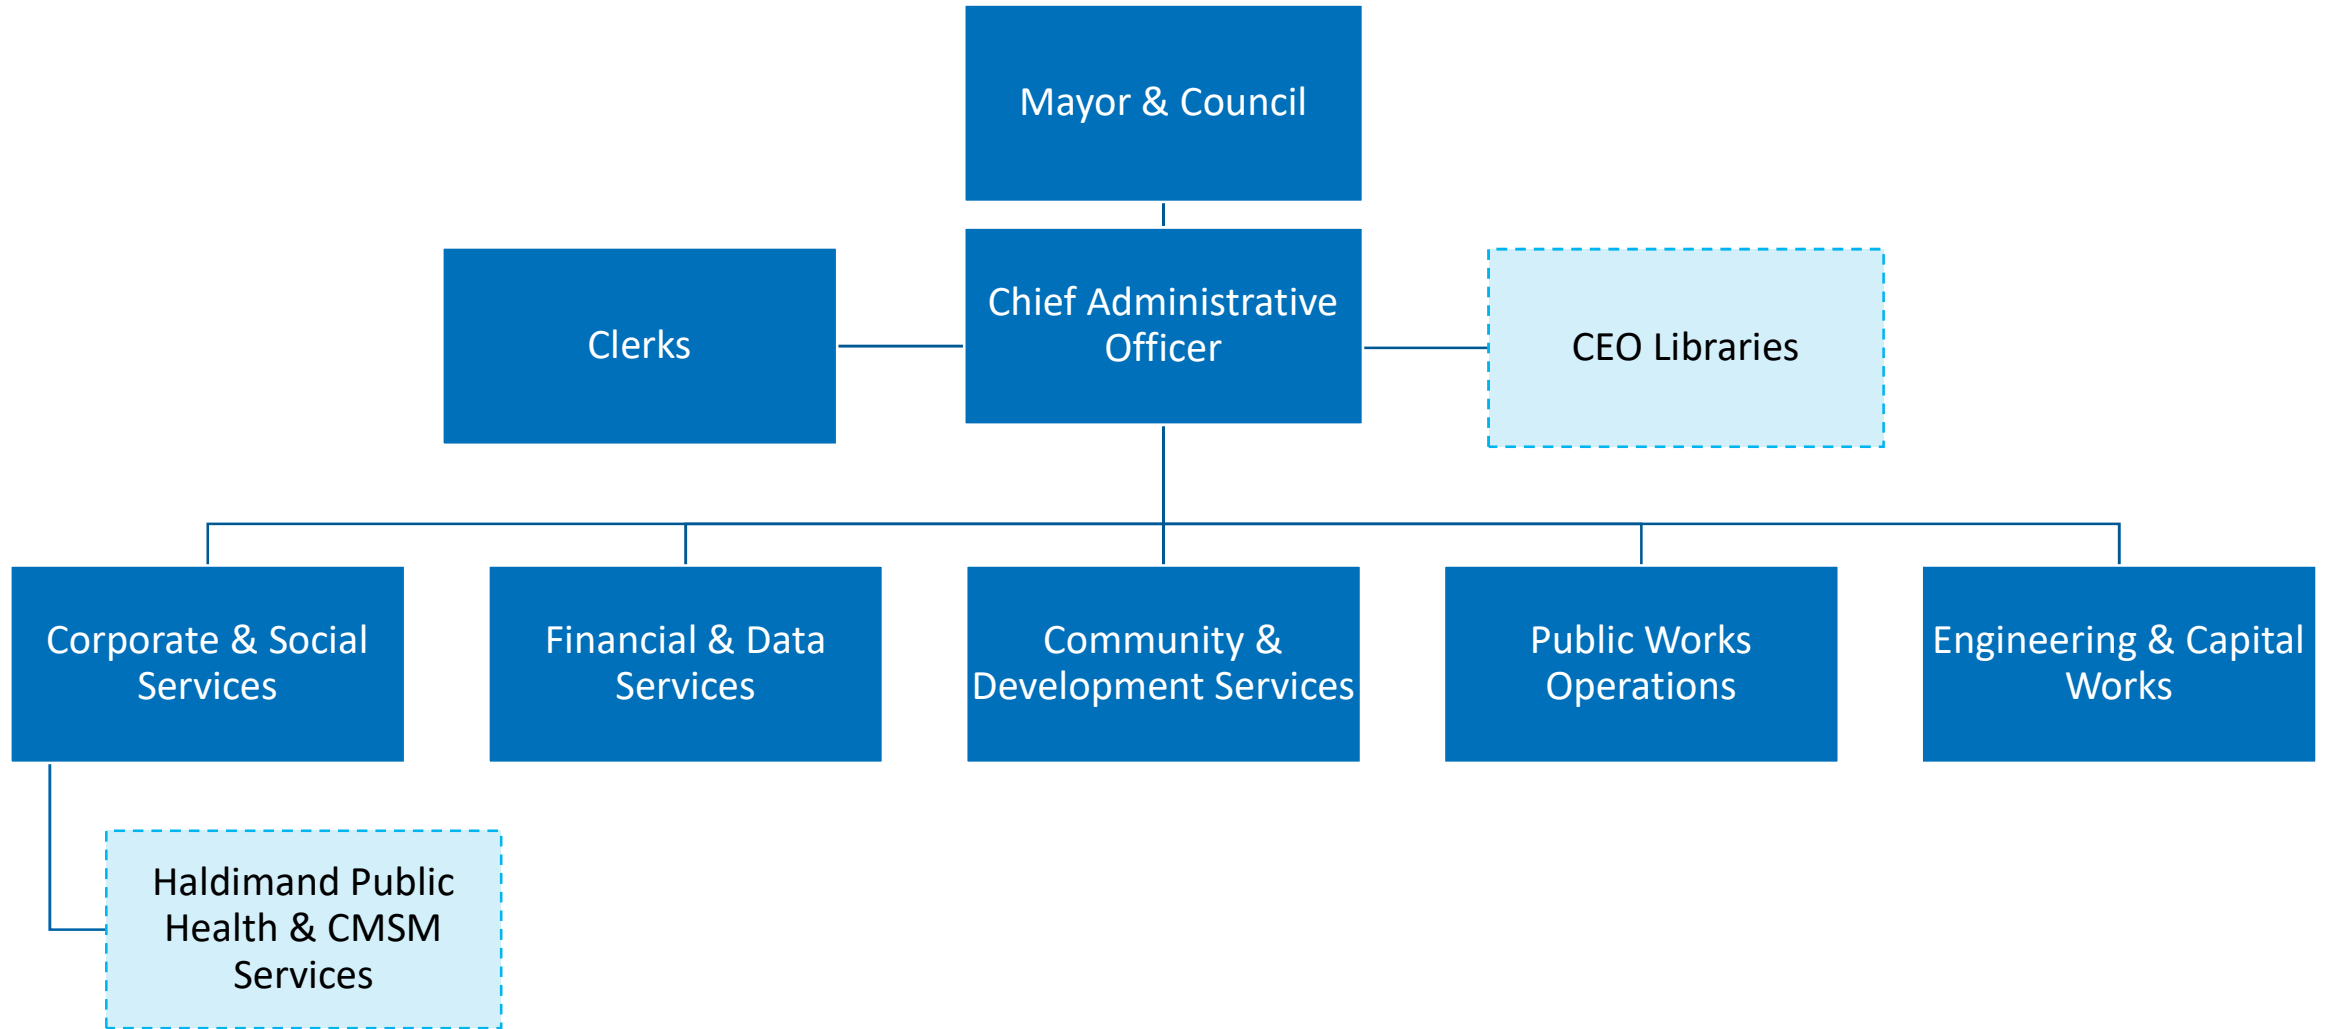 Mayor & Council
Clerks
Chief Administrative
Officer
CEO Libraries
Corporate & Social
Services
Financial & Data
Services
Community &
Development Services
Public Works
Operations
Engineering & Capital
Works
Haldimand Public
Health & CMSM
Services